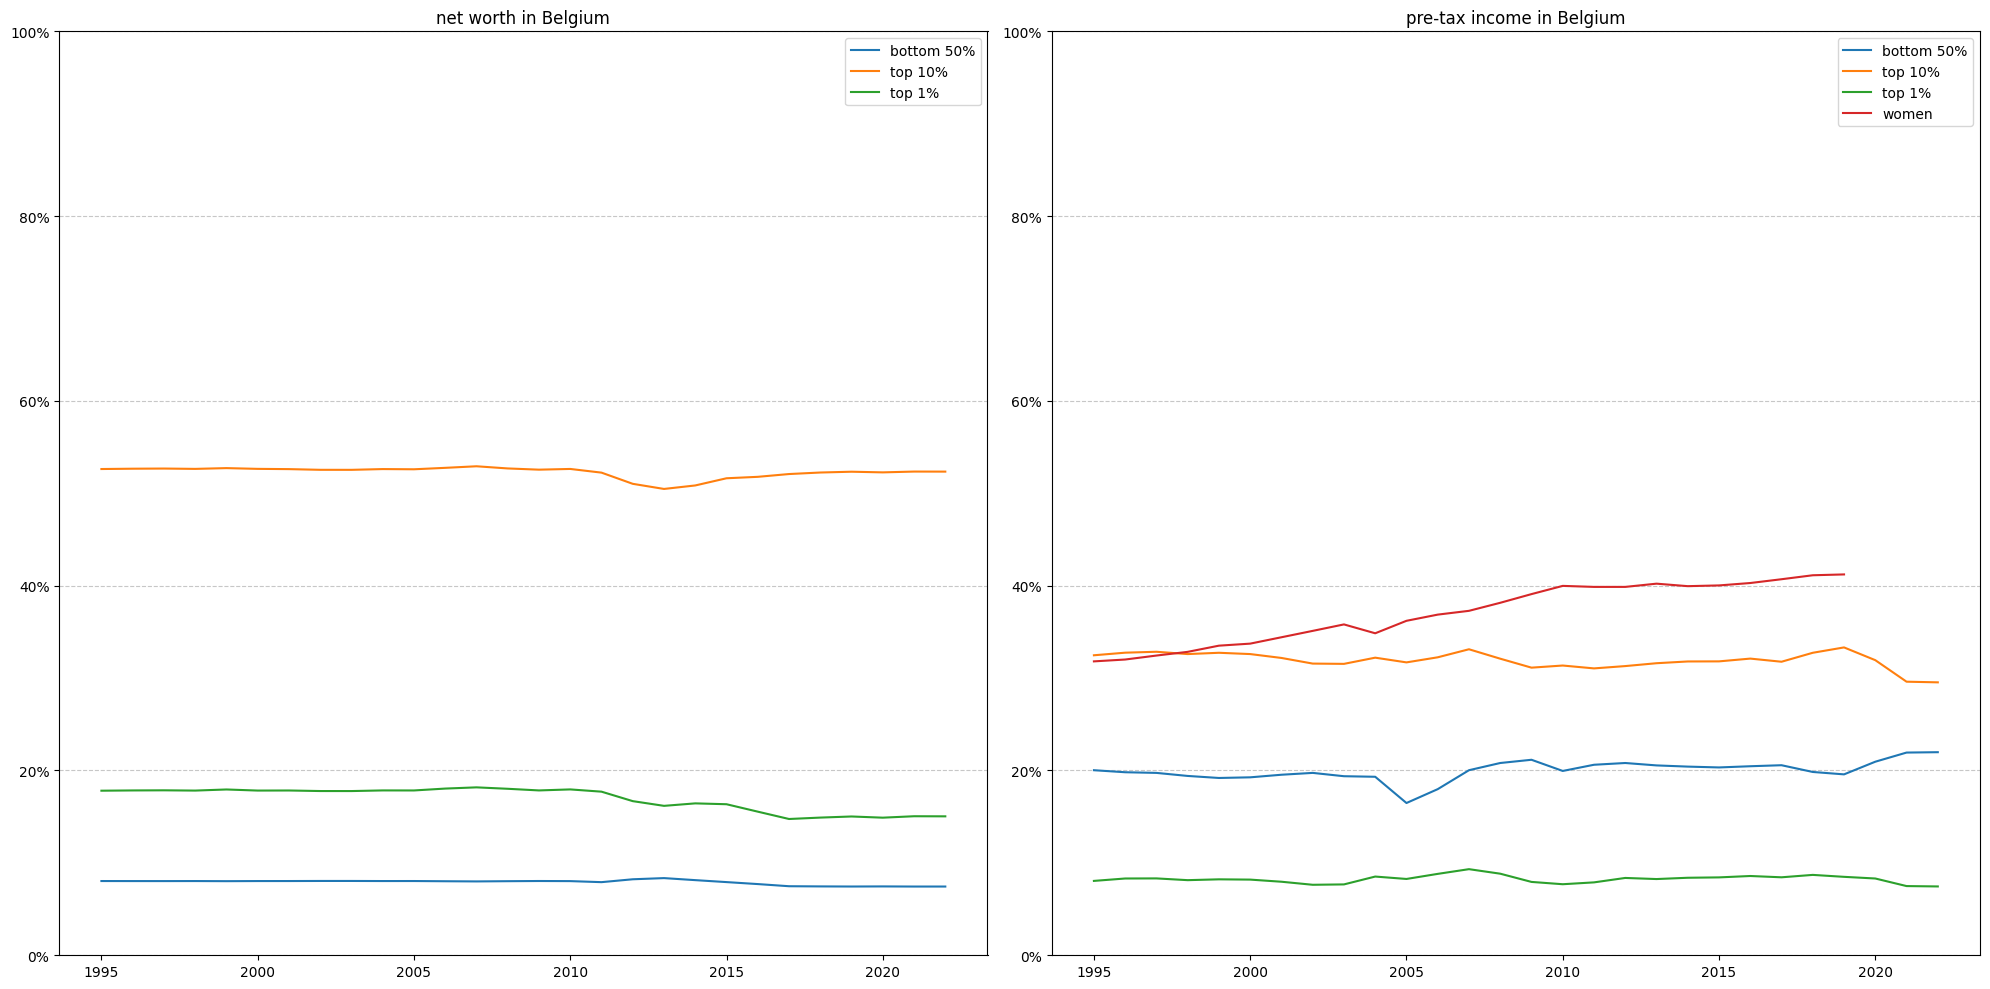 net worth in Belgium
100%
80%
60%
40%
20%
0%
1995 2000 2005 2010 2015 2020
bottom 50%
top 10%
top 1%
pre-tax income in Belgium
100%
80%
60%
40%
20%
0%
1995 2000 2005 2010 2015 2020
bottom 50%
top 10%
top 1%
women